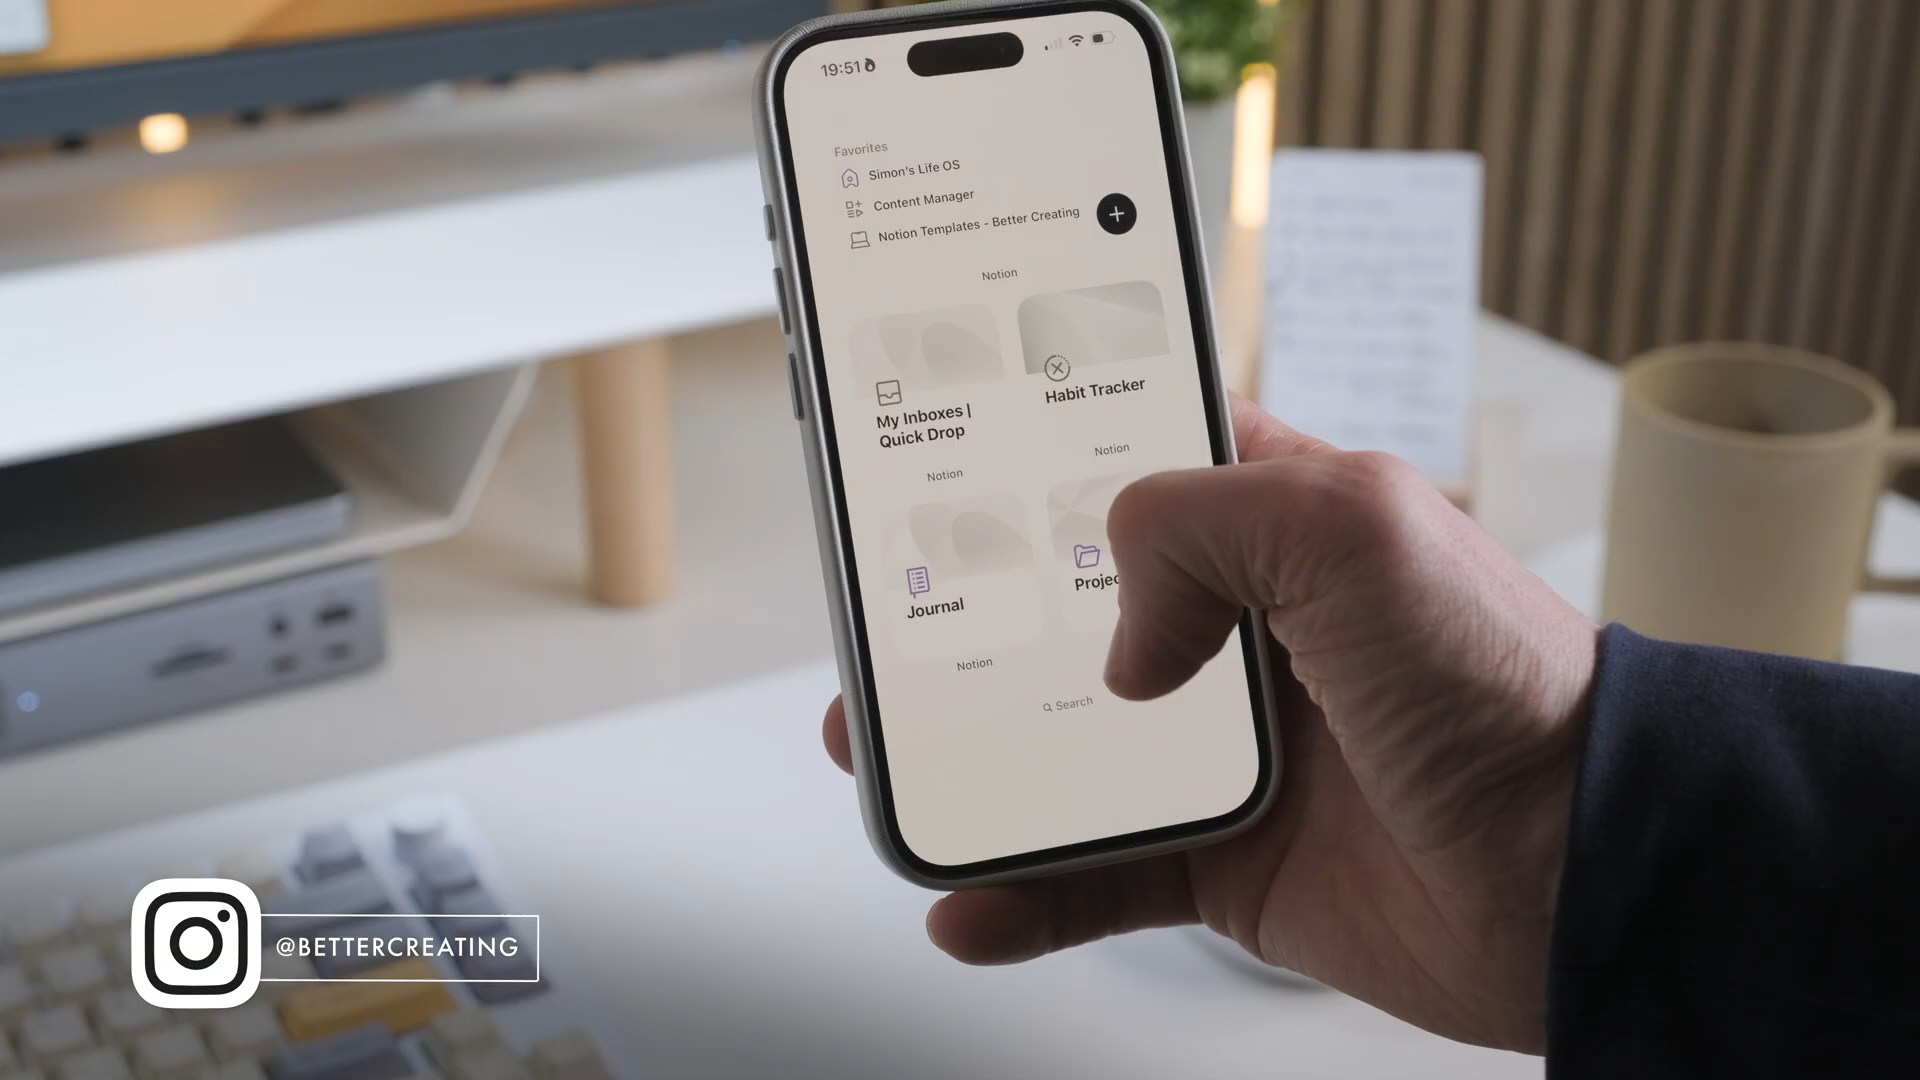 19:51
Favorites
Simon's Life OS
Content Manager
Notion Templates - Better Creating
Notion
My Inboxes |
Quick Drop
Habit Tracker
Notion
Notion
Journal
Projec
Notion
Search
@BETTERCREATING